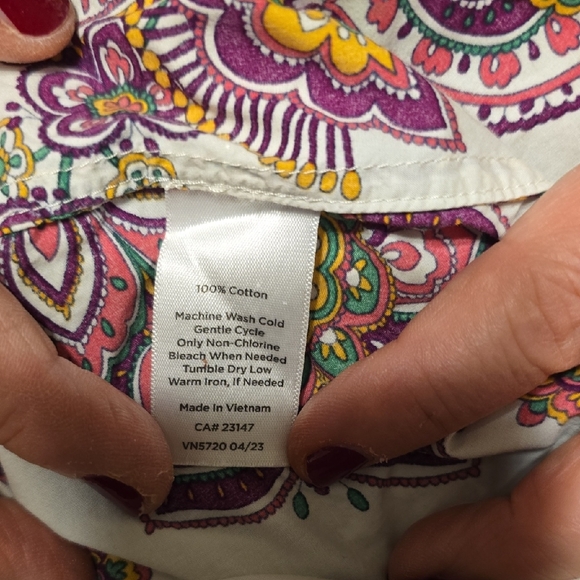 100% Cotton
Machine Wash Cold
Gentle Cycle
Only Non-Chlorine
Bleach When Needed
Tumble Dry Low
Warm Iron, If Needed
Made in Vietnam
CA# 23147
VN5720 04/23